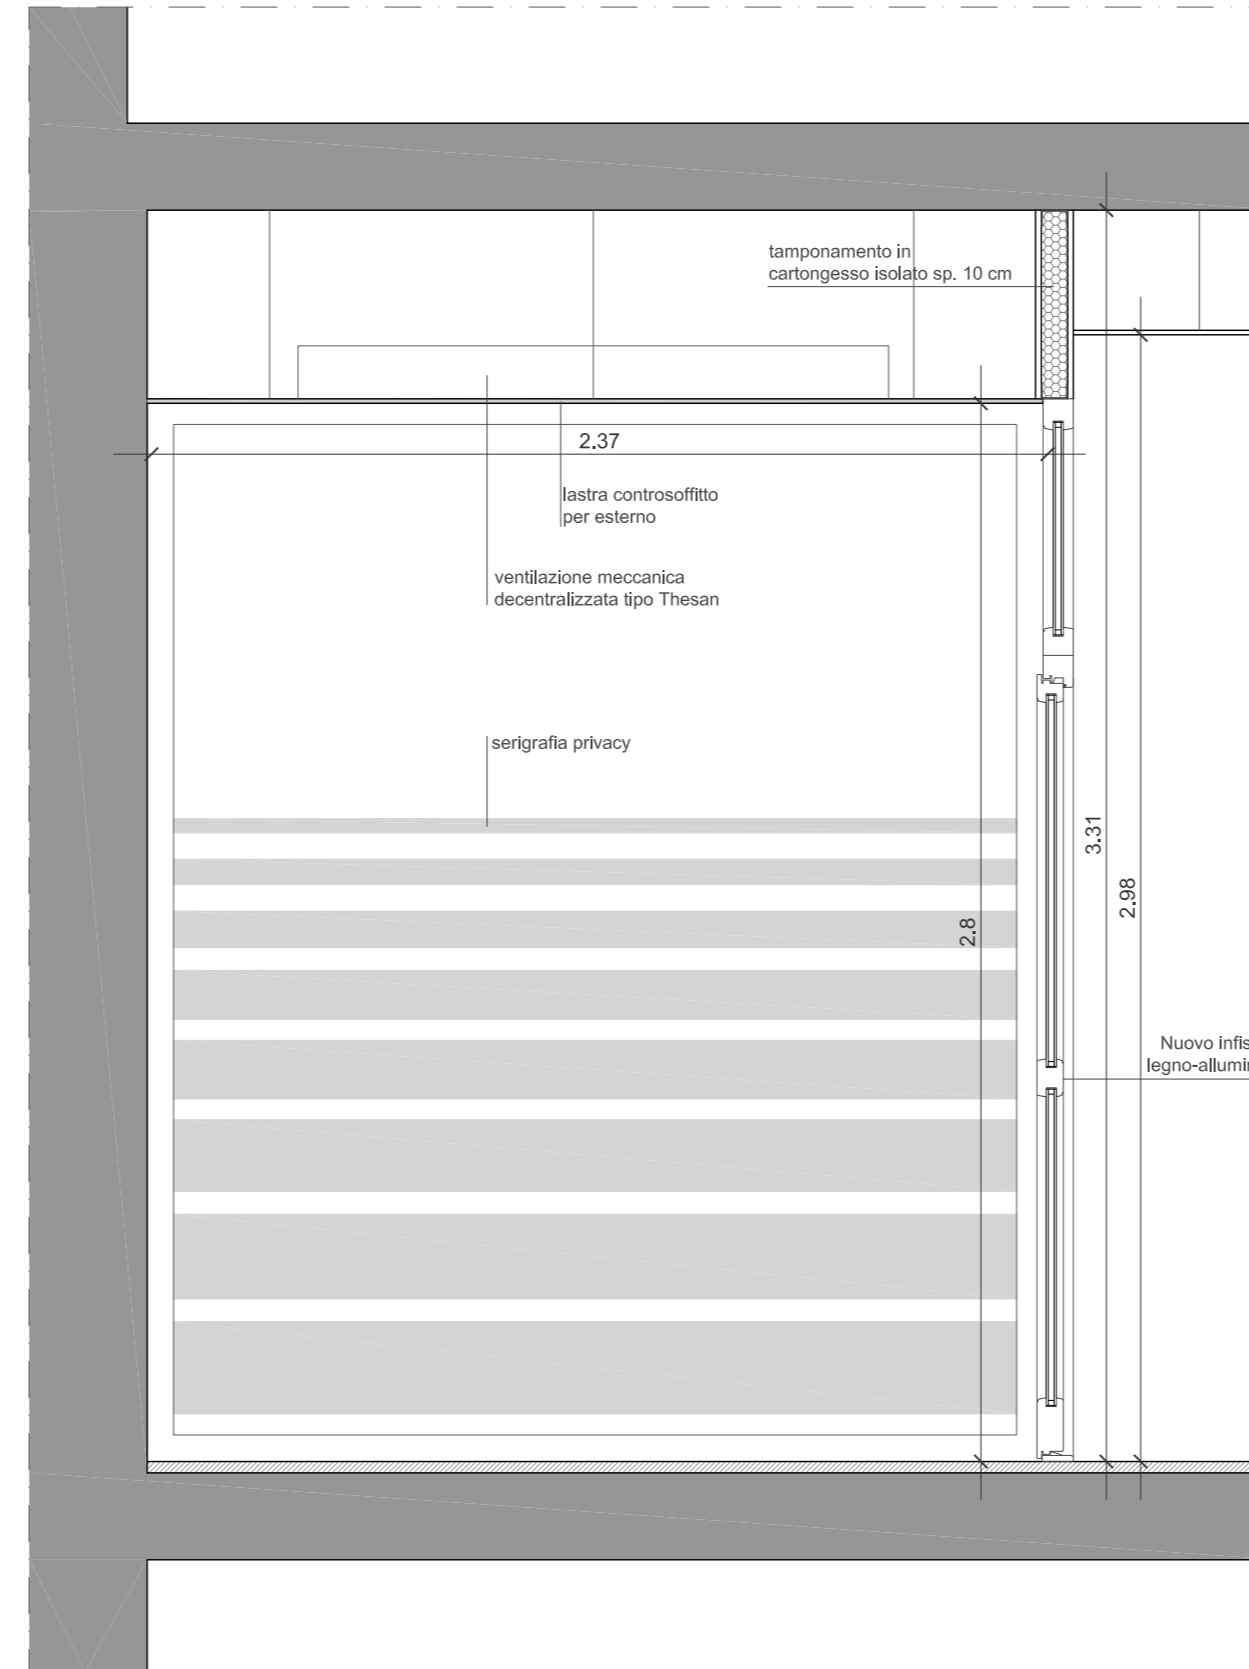 tamponamento in
cartongesso isolato sp. 10 cm
2.37
lastra controsoffitto
per esterno
ventilazione meccanica
decentralizzata tipo Thesan
serigrafia privacy
3.31
2.98
2.8
Nuovo